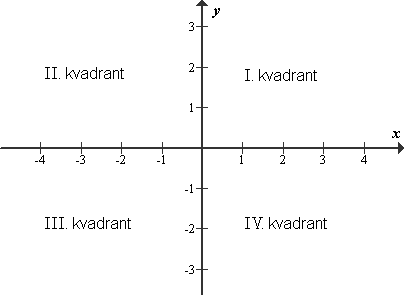 y
3
II. kvadrant
I. kvadrant
2
1
x
-4 -3 -2 -1 1 2 3 4
-1
III. kvadrant
IV. kvadrant
-2
-3